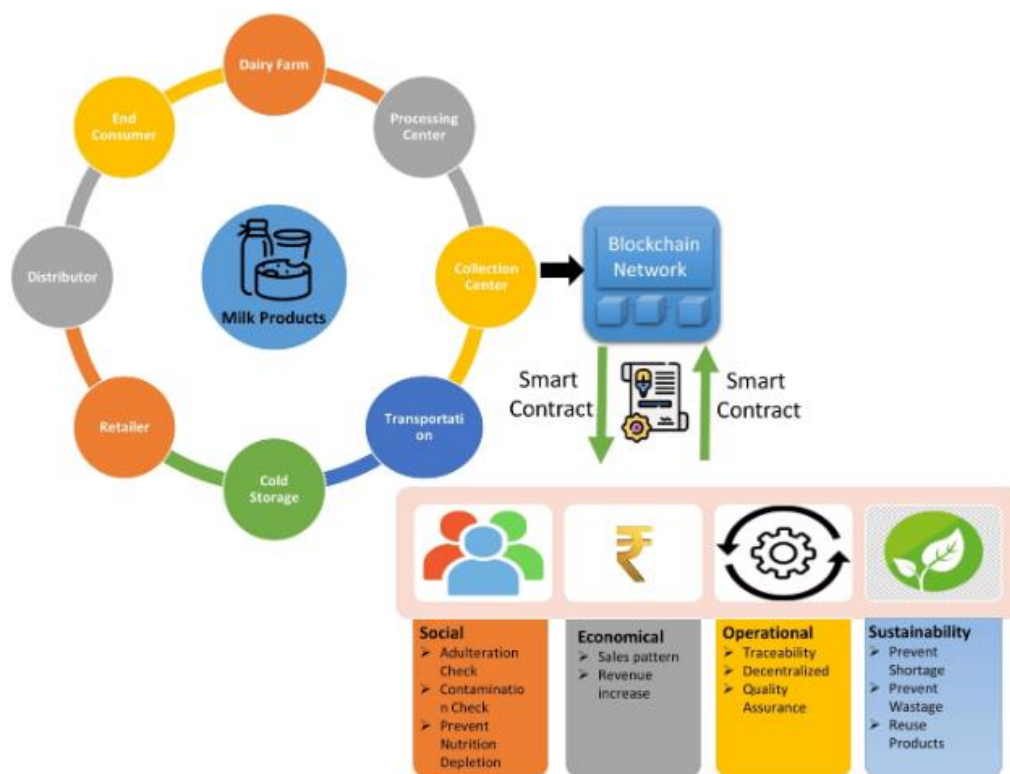 Dairy Farm
End
Consumer
Processing
Center
Distributor
Milk Products
Collection
Center
Blockchain
Network
Retailer
Transportati
on
Cold
Storage
Smart
Contract
Smart
Contract
Social
Adulteration
Check
Contaminatio
n Check
Prevent
Nutrition
Depletion
Economical
Sales pattern
Revenue
increase
Operational
Traceability
Decentralized
Quality
Assurance
Sustainability
Prevent
Shortage
Prevent
Wastage
Reuse
Products